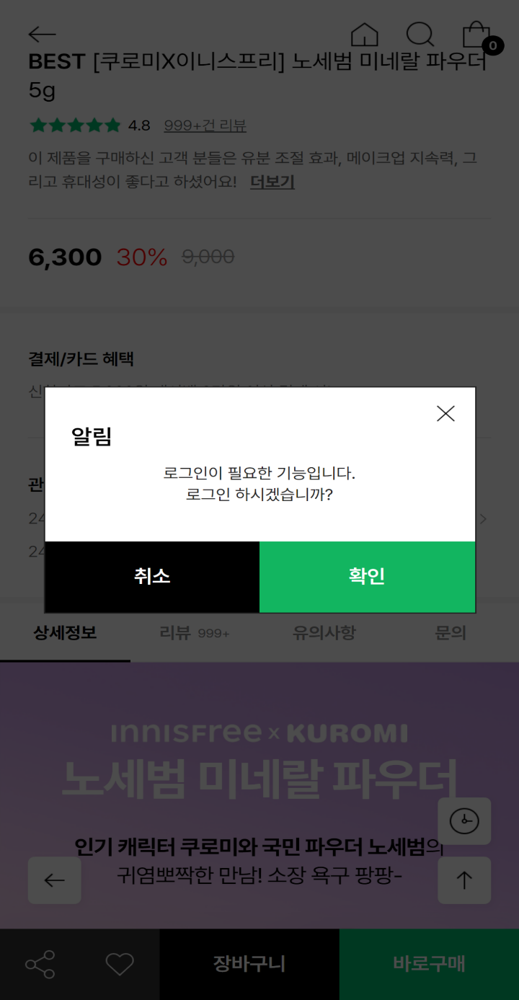 0
BEST [쿠로미X이니스프리] 노세범 미네랄 파우더
5g
4.8 999+건 리뷰
이 제품을 구매하신 고객 분들은 유분 조절 효과, 메이크업 지속력, 그
리고 휴대성이 좋다고 하셨어요! 더보기
6,300 30% 9,000
결제/카드 혜택
알림
로그인이 필요한 기능입니다.
로그인 하시겠습니까?
취소 확인
상세정보 리뷰 999+ 유의사항 문의
innisfree x KUROMI
노세범 미네랄 파우더
인기 캐릭터 쿠로미와 국민 파우더 노세범의
귀염뽀짝한 만남! 소장 욕구 팡팡-
장바구니 바로구매